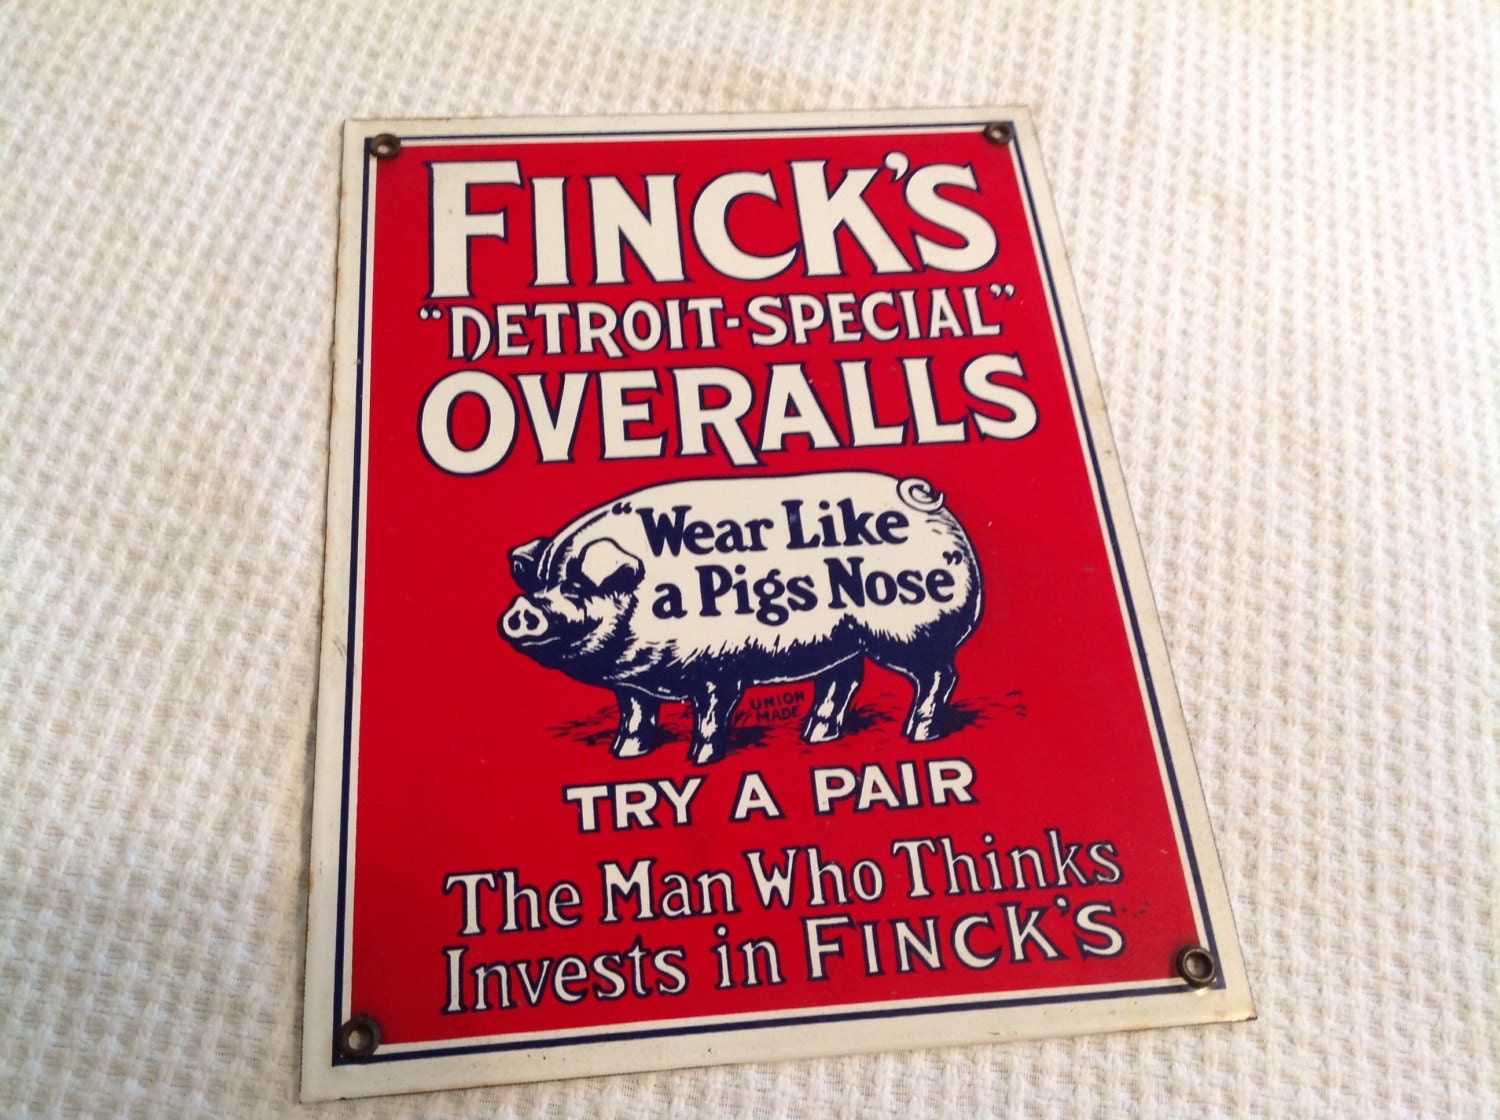 FINCK'S
"DETROIT-SPECIAL"
OVERALLS
"Wear Like
a Pigs Nose"
UNION
MADE
TRY A PAIR
The Man Who Thinks
Invests in FINCK'S